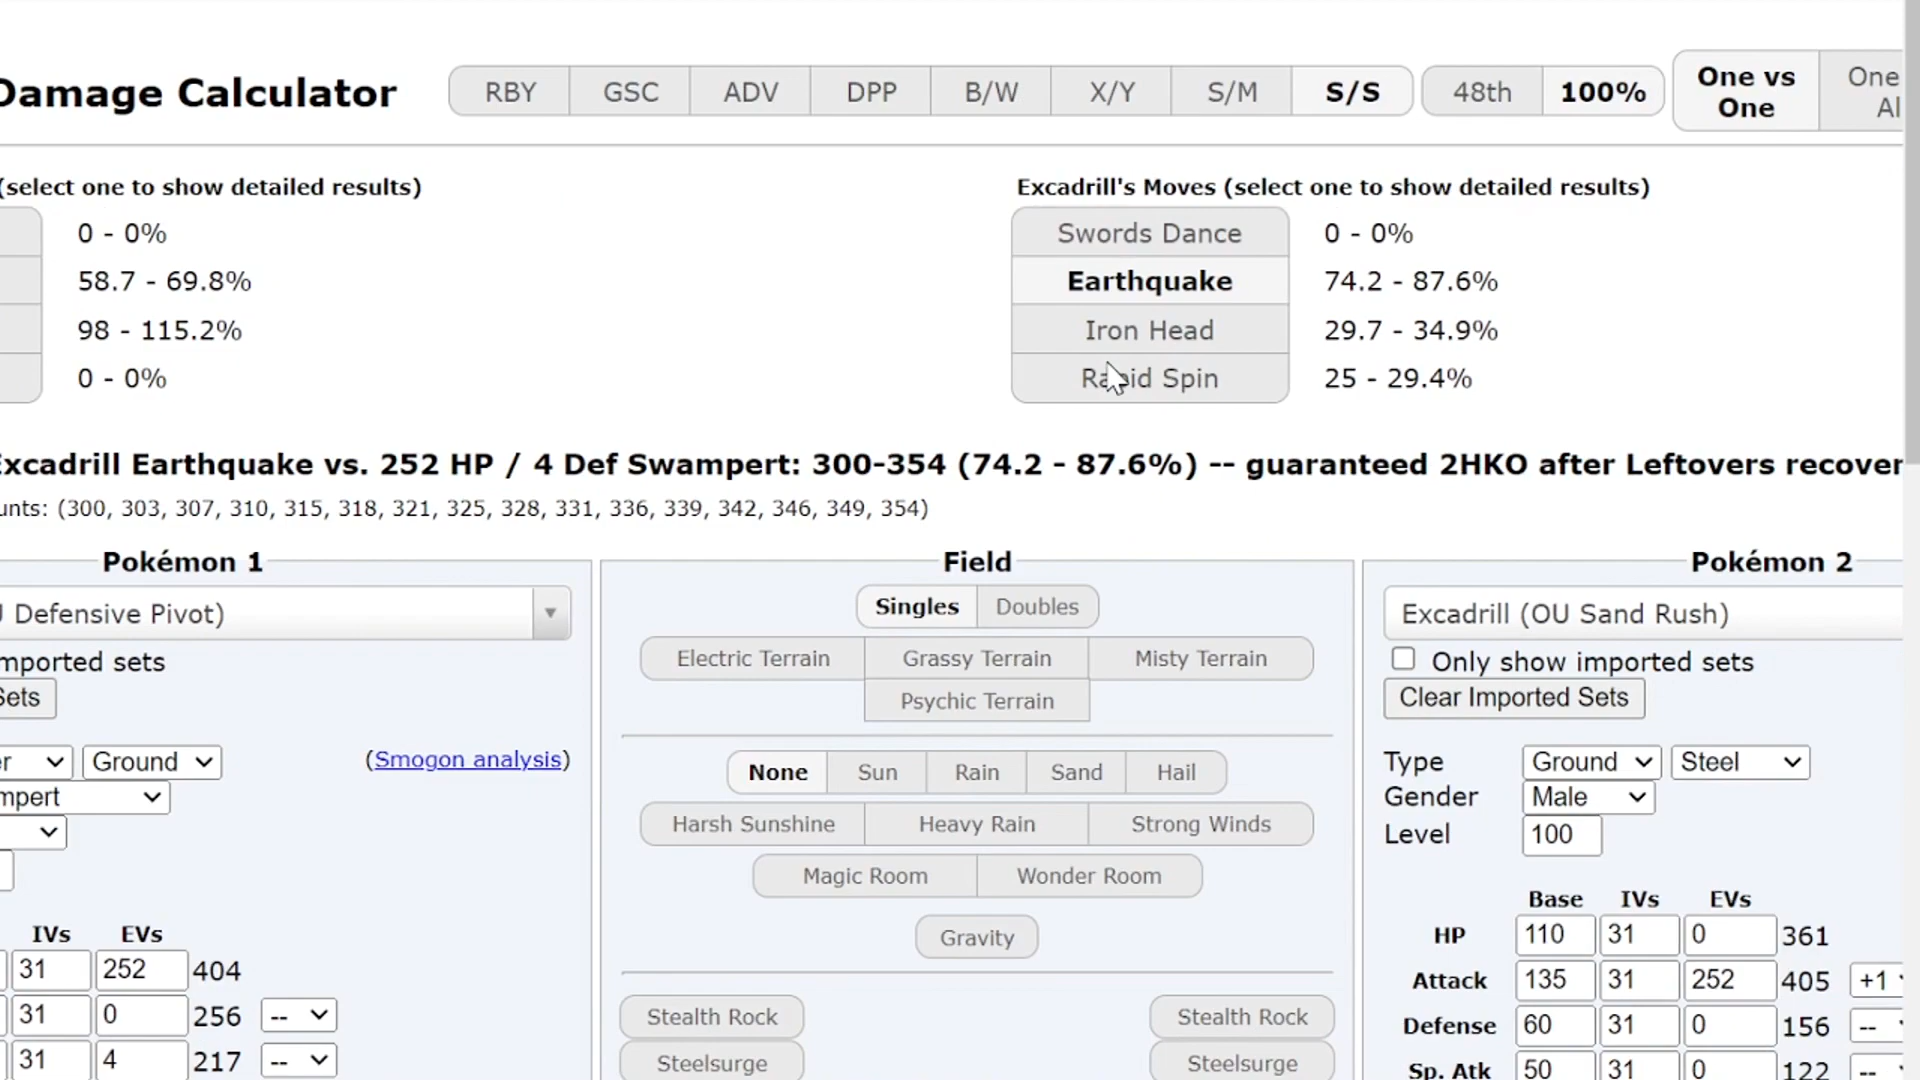 Damage Calculator RBY GSC ADV DPP B/W X/Y S/M S/S 48th 100% One vs One One Al
(select one to show detailed results)
0 - 0%
58.7 - 69.8%
98 - 115.2%
0 - 0%
Excadrill's Moves (select one to show detailed results)
Swords Dance 0 - 0%
Earthquake 74.2 - 87.6%
Iron Head 29.7 - 34.9%
Rapid Spin 25 - 29.4%
Excadrill Earthquake vs. 252 HP / 4 Def Swampert: 300-354 (74.2 - 87.6%) -- guaranteed 2HKO after Leftovers recover
unts: (300, 303, 307, 310, 315, 318, 321, 325, 328, 331, 336, 339, 342, 346, 349, 354)
Pokémon 1
Defensive Pivot)
mported sets
Sets
r Ground (Smogon analysis)
mpert
IVs EVs
31 252 404
31 0 256 --
31 4 217 --
Field
Singles Doubles
Electric Terrain Grassy Terrain Misty Terrain
Psychic Terrain
None Sun Rain Sand Hail
Harsh Sunshine Heavy Rain Strong Winds
Magic Room Wonder Room
Gravity
Stealth Rock Stealth Rock
Steelsurge Steelsurge
Pokémon 2
Excadrill (OU Sand Rush)
Only show imported sets
Clear Imported Sets
Type Ground Steel
Gender Male
Level 100
Base IVs EVs
HP 110 31 0 361
Attack 135 31 252 405 +1
Defense 60 31 0 156 --
Sp. Atk 50 31 0 122 --